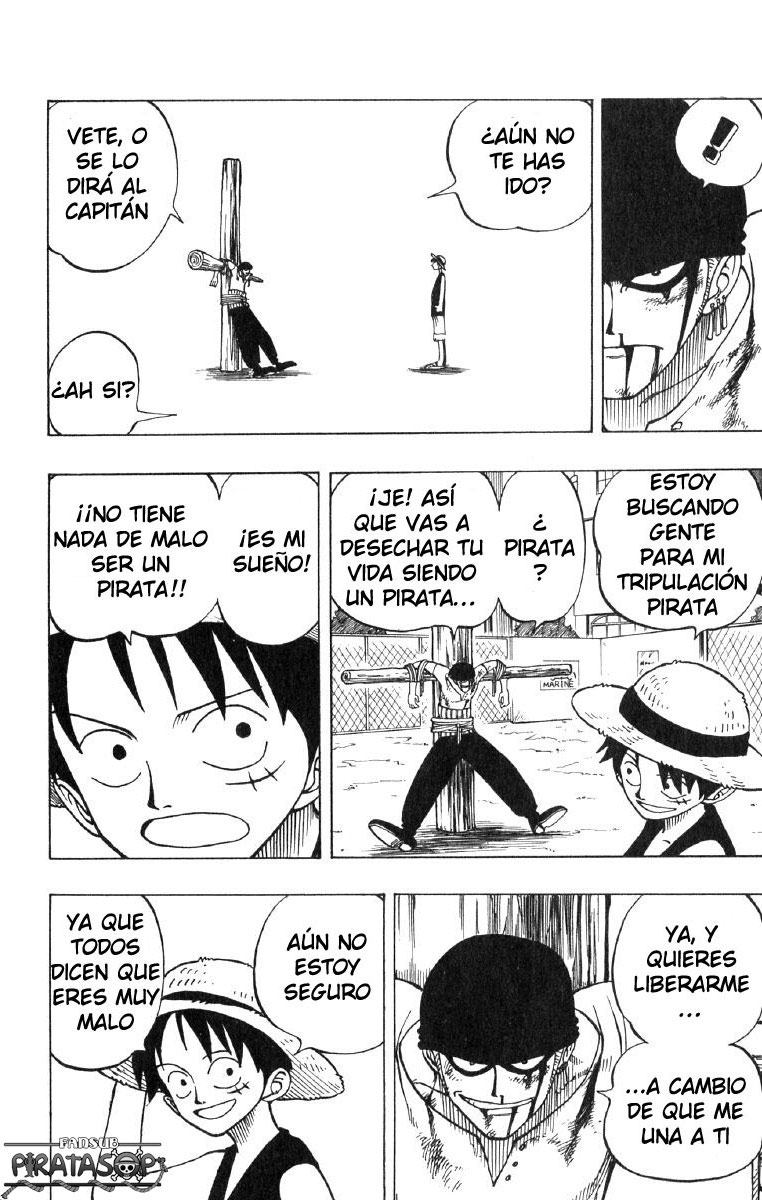 !
¿AÚN NO
TE HAS
IDO?
VETE, O
SE LO
DIRÁ AL
CAPITÁN
¿AH SI?
ESTOY
BUSCANDO
GENTE
PARA MI
TRIPULACIÓN
PIRATA
¿
PIRATA
?
¡JE! ASÍ
QUE VAS A
DESECHAR TU
VIDA SIENDO
UN PIRATA...
MARINE
¡ES MI
SUEÑO!
¡¡NO TIENE
NADA DE MALO
SER UN
PIRATA!!
YA, Y
QUIERES
LIBERARME
...
...A CAMBIO
DE QUE ME
UNA A TI
AÚN NO
ESTOY
SEGURO
YA QUE
TODOS
DICEN QUE
ERES MUY
MALO
FANSUB
PIRATASOP